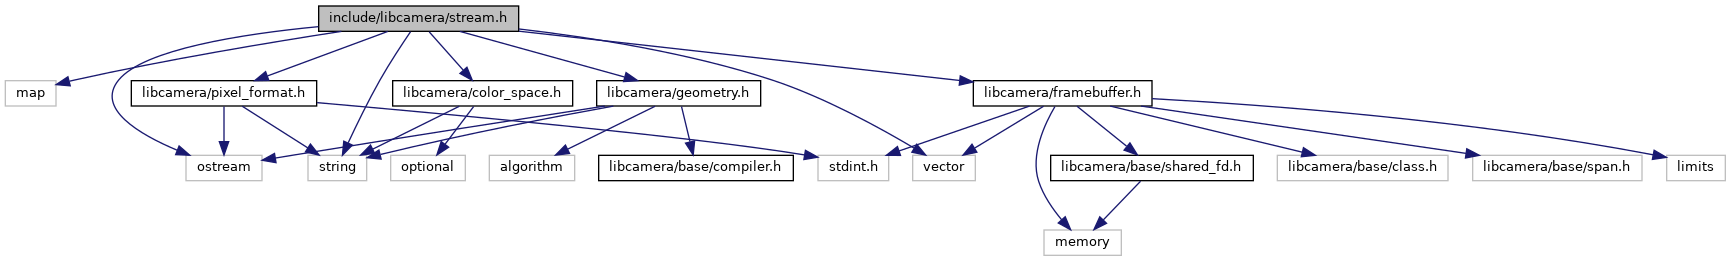 include/libcamera/stream.h
map
libcamera/pixel_format.h
libcamera/color_space.h
libcamera/geometry.h
libcamera/framebuffer.h
ostream
string
optional
algorithm
libcamera/base/compiler.h
stdint.h
vector
libcamera/base/shared_fd.h
libcamera/base/class.h
libcamera/base/span.h
limits
memory